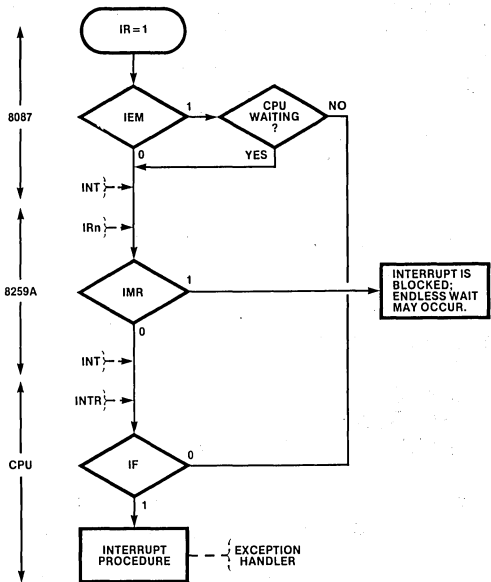 IR = 1
8087
IEM
1
CPU
WAITING
?
NO
0
YES
INT
IRn
8259A
IMR
1
INTERRUPT IS
BLOCKED;
ENDLESS WAIT
MAY OCCUR.
0
INT
INTR
CPU
IF
0
1
INTERRUPT
PROCEDURE
EXCEPTION
HANDLER